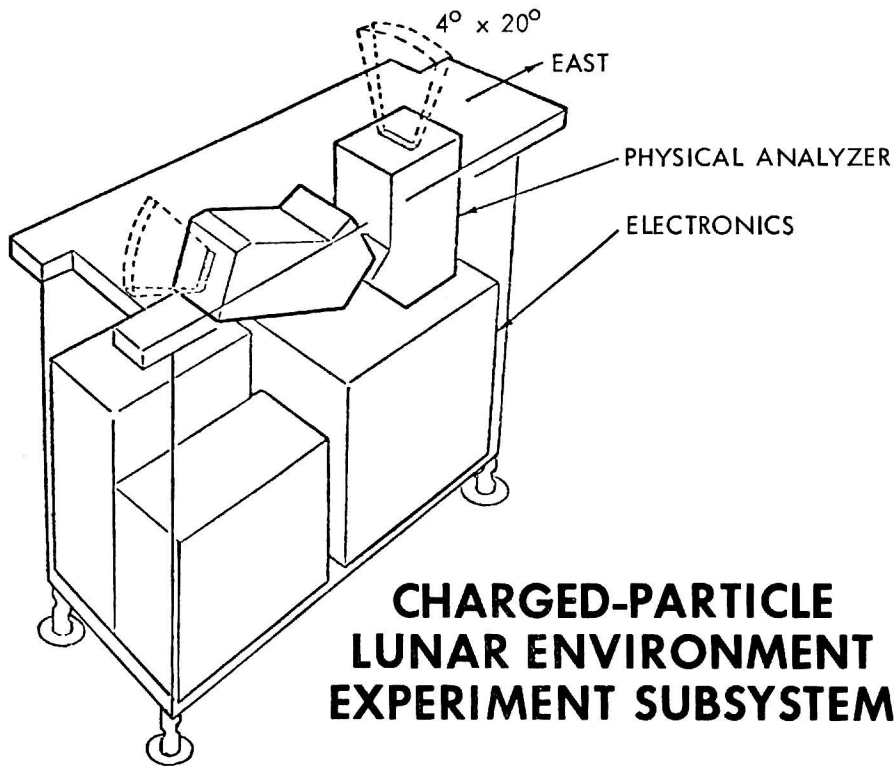 4° x 20°
EAST
PHYSICAL ANALYZER
ELECTRONICS
CHARGED-PARTICLE
LUNAR ENVIRONMENT
EXPERIMENT SUBSYSTEM